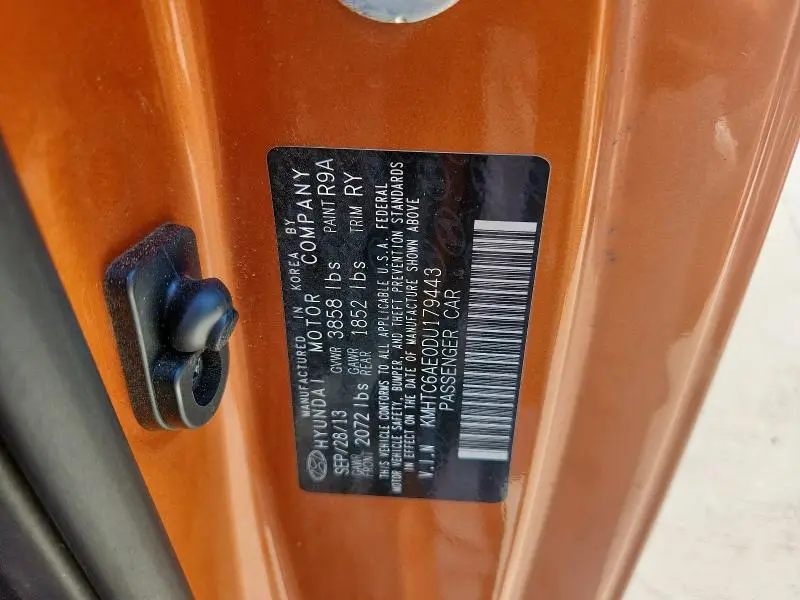 MANUFACTURED IN KOREA BY
HYUNDAI MOTOR COMPANY
SEP/28/13 GVWR 3858 lbs PAINT R9A
GAWR FRONT 2072 lbs GAWR REAR 1852 lbs TRIM RY
THIS VEHICLE CONFORMS TO ALL APPLICABLE U.S.A. FEDERAL
MOTOR VEHICLE SAFETY, BUMPER, AND THEFT PREVENTION STANDARDS
IN EFFECT ON THE DATE OF MANUFACTURE SHOWN ABOVE
V.I.N KMHTC6AE0DU179443
PASSENGER CAR